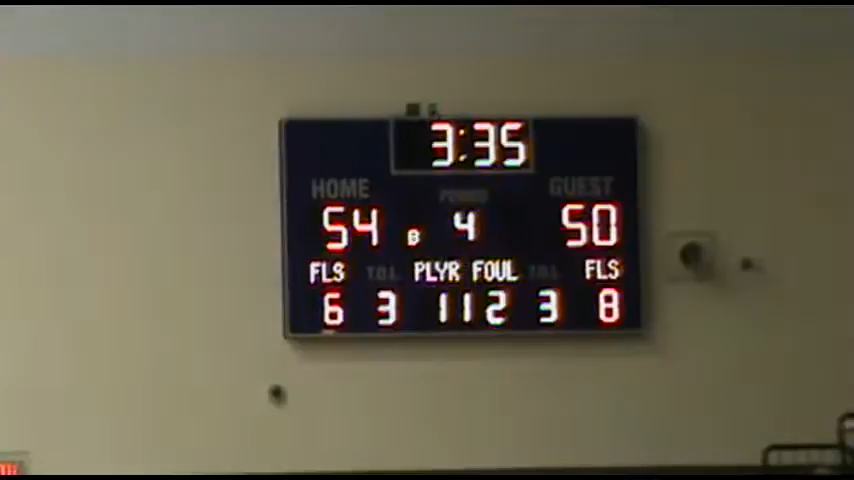 3:35
HOME PERIOD GUEST
54 B 4 50
FLS T.O.L. PLYR FOUL T.O.L. FLS
6 3 11 2 3 8